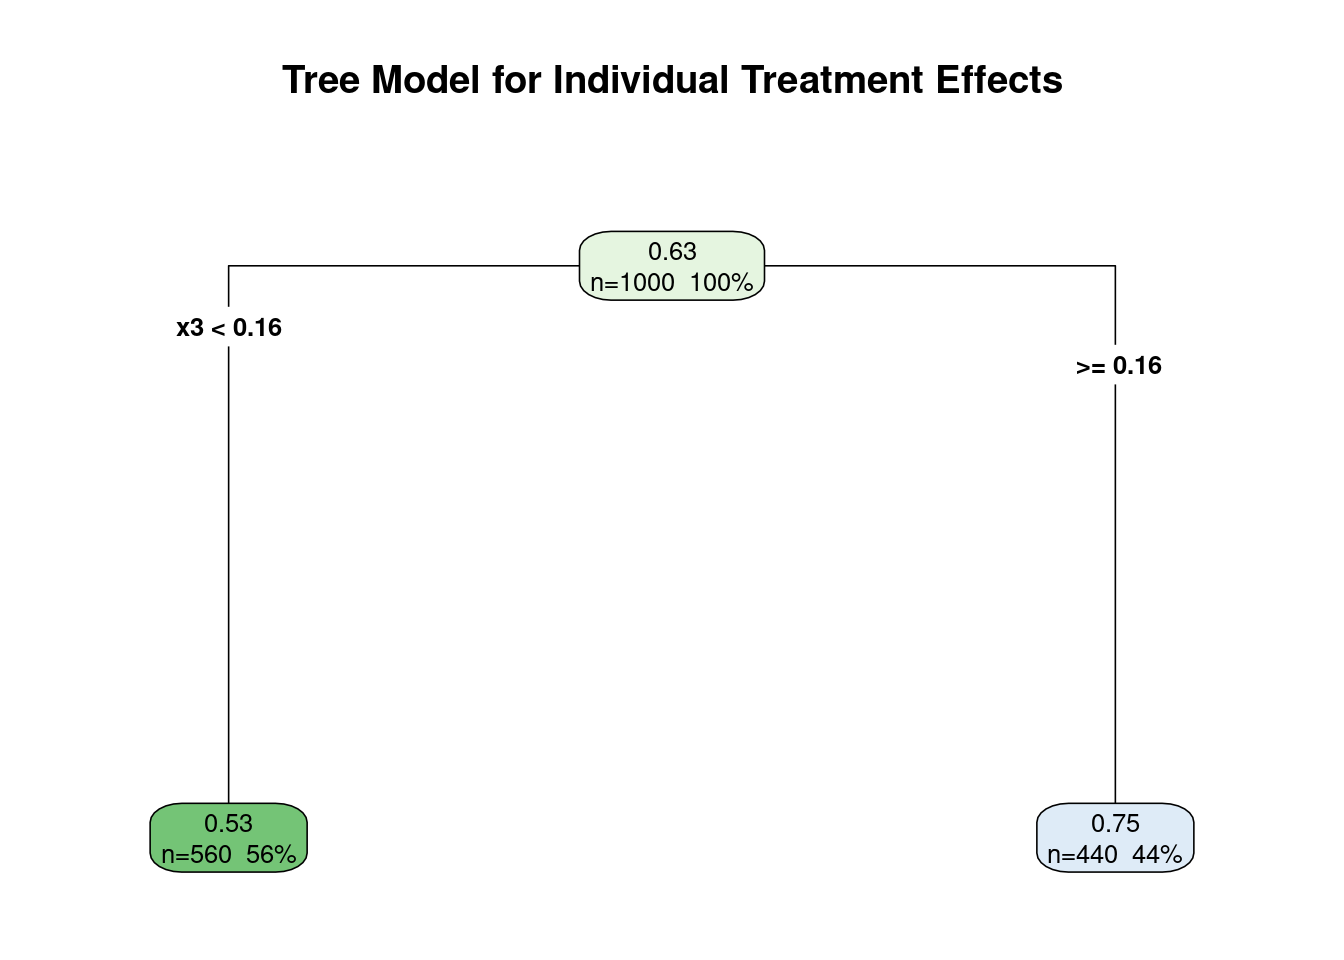 Tree Model for Individual Treatment Effects
0.63
n=1000  100%
x3 < 0.16
>= 0.16
0.53
n=560  56%
0.75
n=440  44%